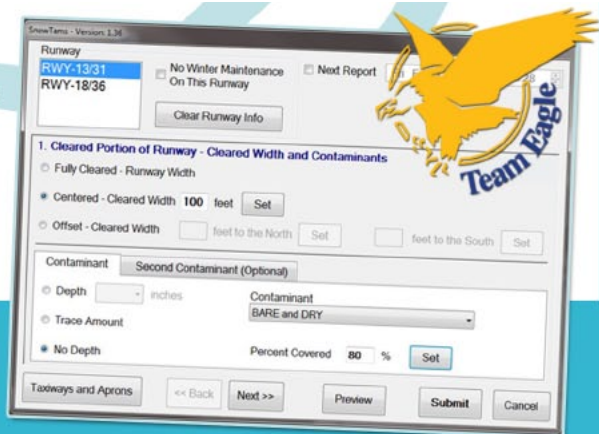 SnowTams - Version: 1.36
Runway
RWY-13/31
RWY-18/36
No Winter Maintenance
On This Runway
Next Report
Clear Runway Info
Team Eagle
1. Cleared Portion of Runway - Cleared Width and Contaminants
Fully Cleared - Runway Width
Centered - Cleared Width 100 feet Set
Offset - Cleared Width feet to the North Set feet to the South Set
Contaminant Second Contaminant (Optional)
Depth inches Contaminant
BARE and DRY
Trace Amount
No Depth Percent Covered 80 % Set
Taxiways and Aprons << Back Next >> Preview Submit Cancel